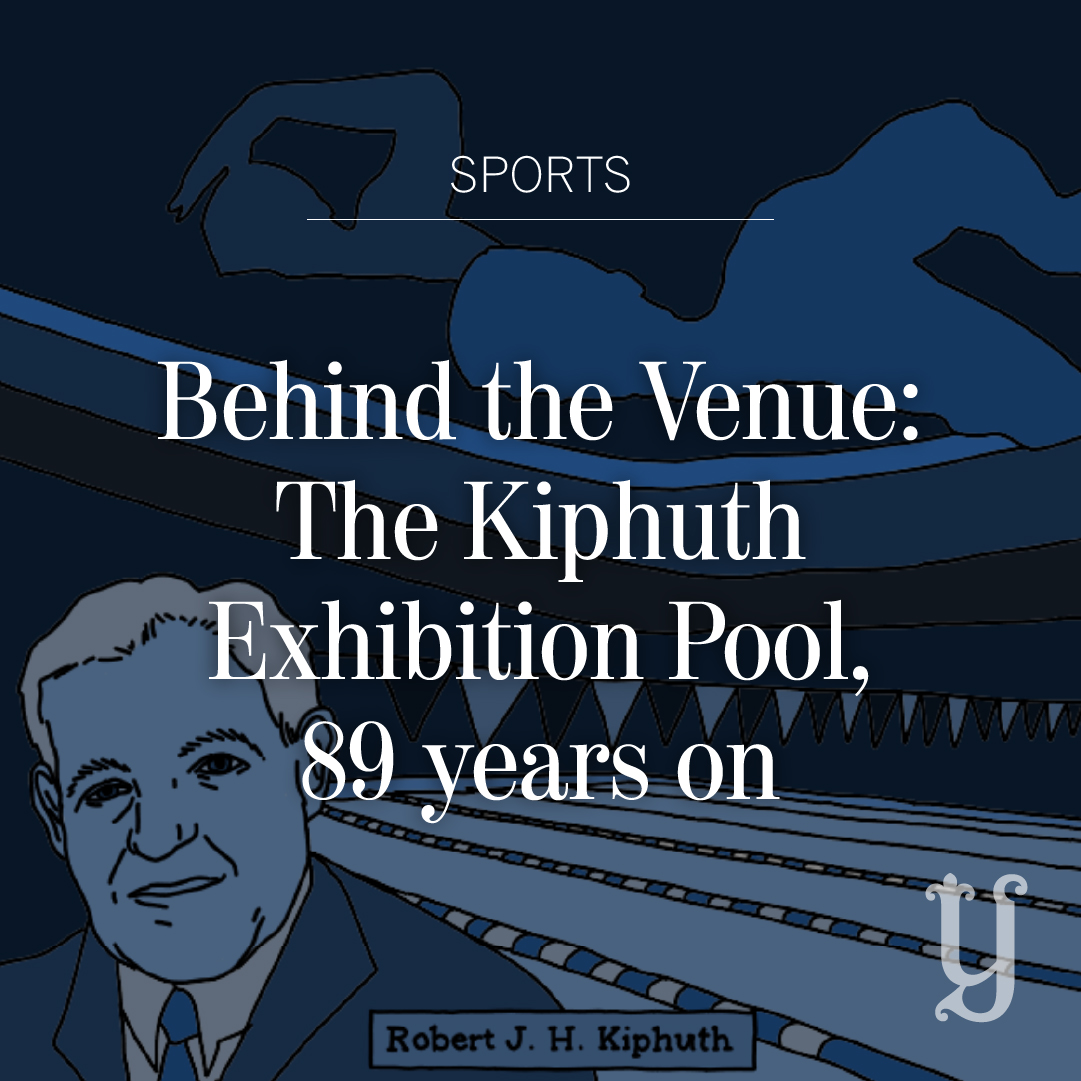 SPORTS
Behind the Venue:
The Kiphuth
Exhibition Pool,
89 years on
Y
Robert J. H. Kiphuth